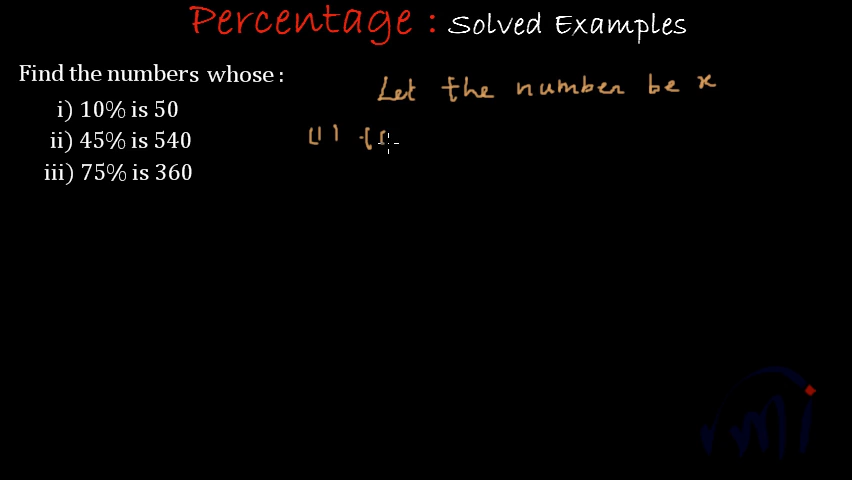 Percentage : Solved Examples
Find the numbers whose :
Let the number be x
i) 10% is 50
ii) 45% is 540
(i)
iii) 75% is 360